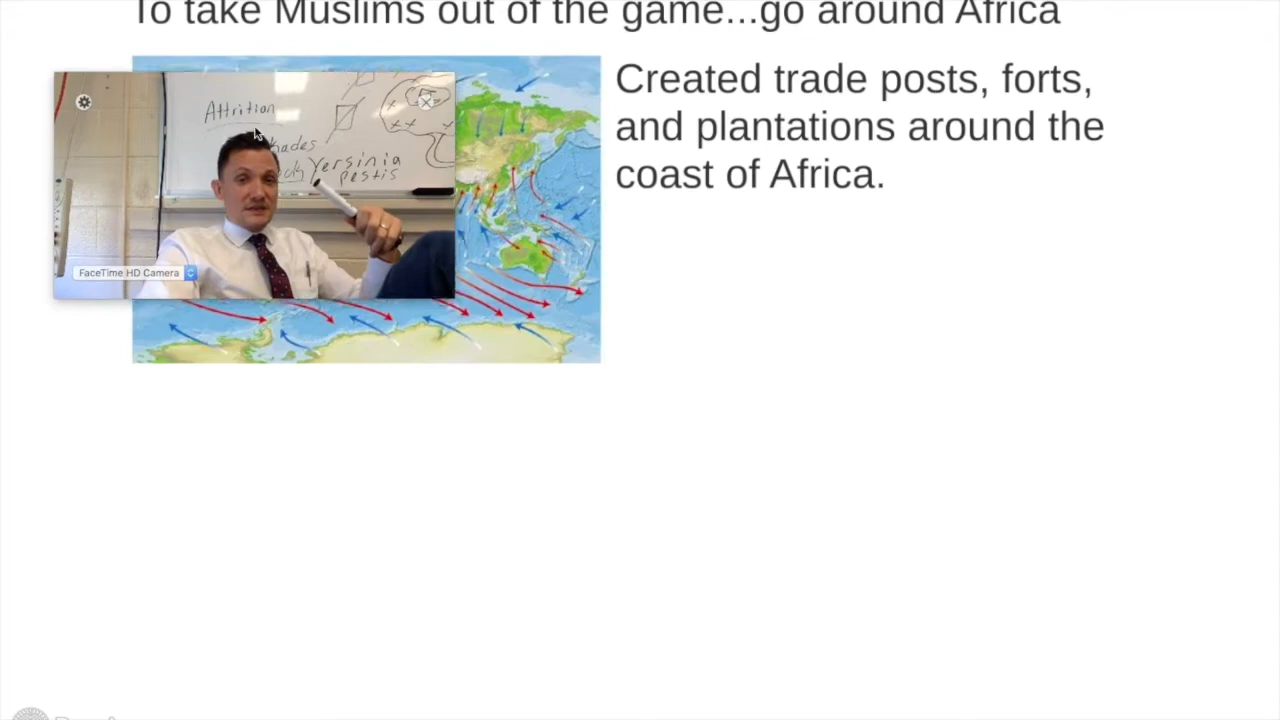 To take Muslims out of the game...go around Africa
Created trade posts, forts,
and plantations around the
coast of Africa.
Attrition
Yersinia
pestis
FaceTime HD Camera